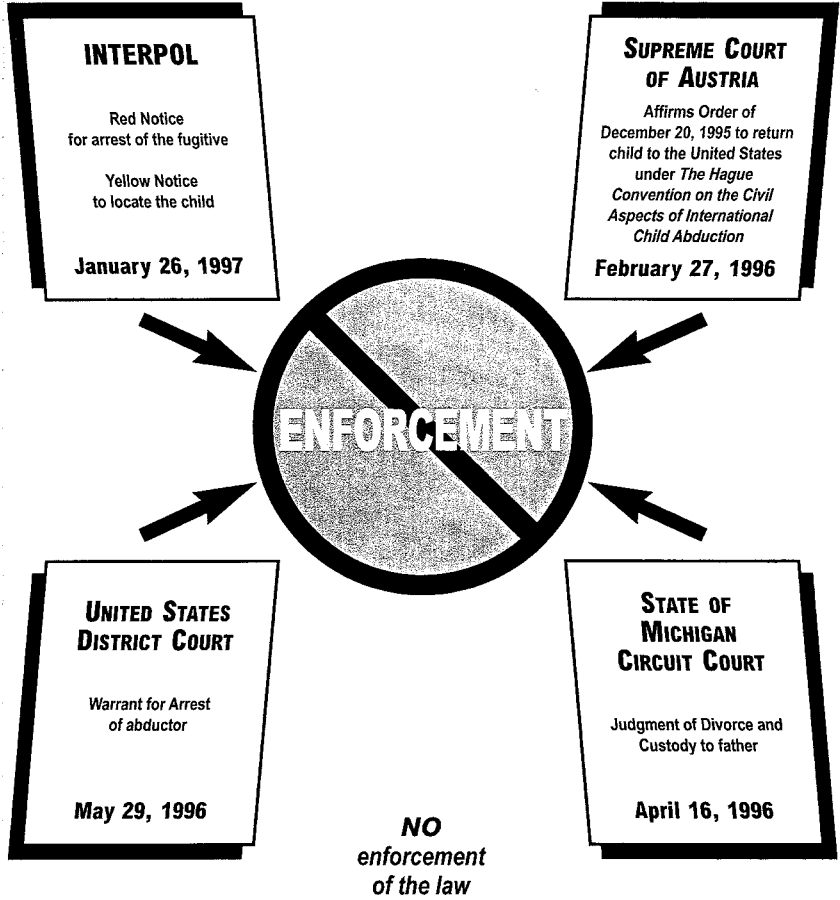 INTERPOL
Red Notice
for arrest of the fugitive
Yellow Notice
to locate the child
January 26, 1997
SUPREME COURT
OF AUSTRIA
Affirms Order of
December 20, 1995 to return
child to the United States
under The Hague
Convention on the Civil
Aspects of International
Child Abduction
February 27, 1996
ENFORCEMENT
UNITED STATES
DISTRICT COURT
Warrant for Arrest
of abductor
May 29, 1996
STATE OF
MICHIGAN
CIRCUIT COURT
Judgment of Divorce and
Custody to father
April 16, 1996
NO
enforcement
of the law